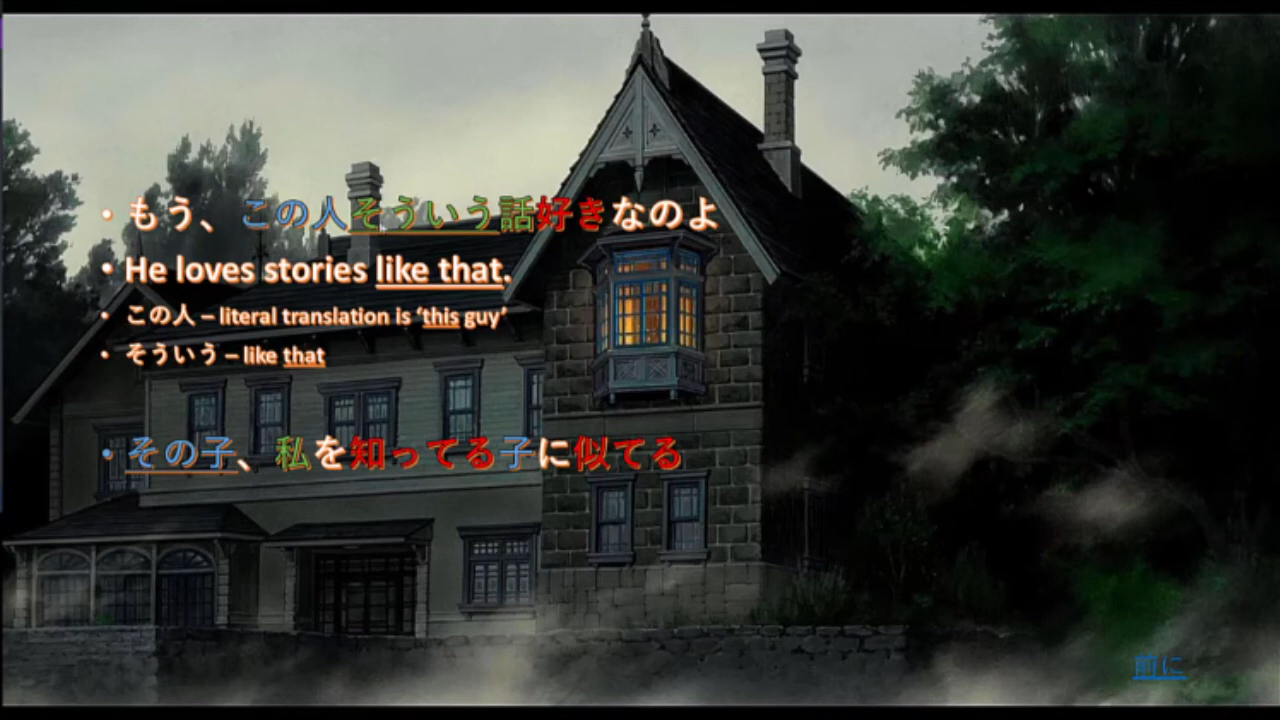 • もう、この人そういう話好きなのよ
• He loves stories like that.
• この人 – literal translation is ‘this guy’
• そういう – like that
• その子、私を知ってる子に似てる
前に